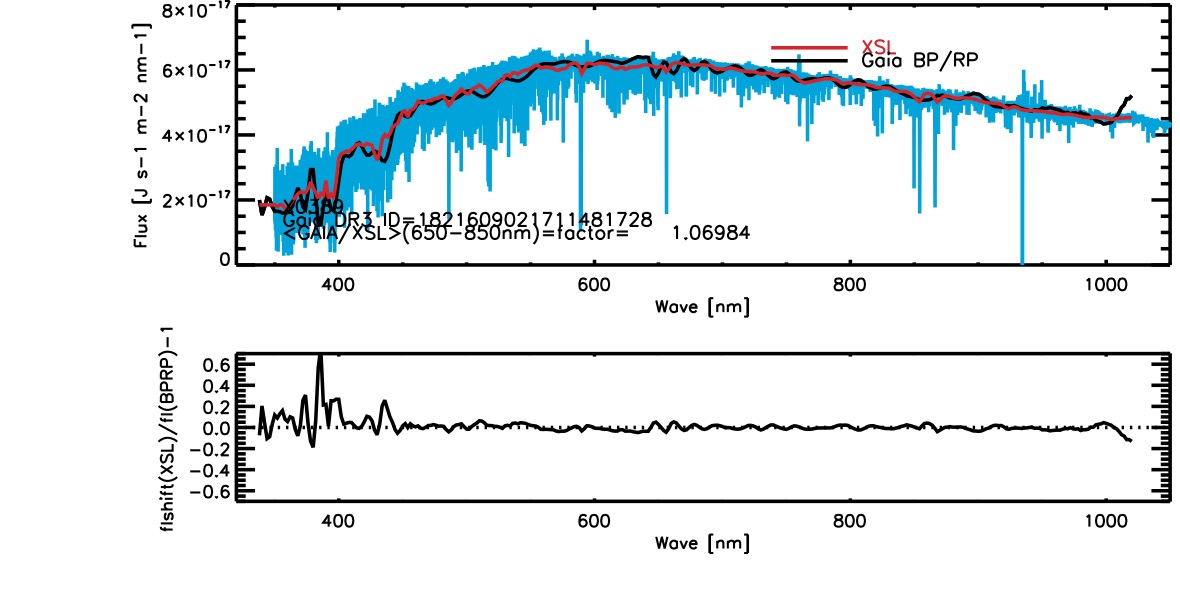 8×10−17
6×10−17
4×10−17
2×10−17
0
Flux [J s−1 m−2 nm−1]
XSL
Gaia BP/RP
X0389
Gaia DR3 ID=1821609021711481728
<GAIA/XSL>(650−850nm)=factor= 1.06984
400 600 800 1000
Wave [nm]
flshift(XSL)/fl(BPRP)−1
0.6
0.4
0.2
0.0
−0.2
−0.4
−0.6
400 600 800 1000
Wave [nm]